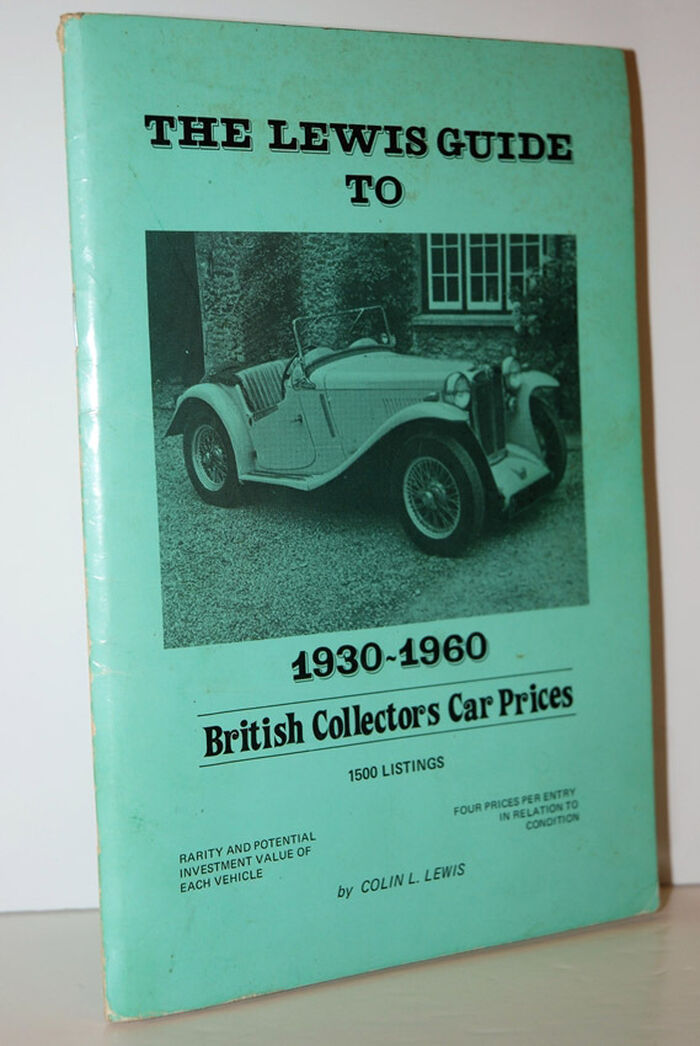 THE LEWIS GUIDE
TO
1930~1960
British Collectors Car Prices
1500 LISTINGS
FOUR PRICES PER ENTRY
IN RELATION TO
CONDITION
RARITY AND POTENTIAL
INVESTMENT VALUE OF
EACH VEHICLE
by COLIN L. LEWIS